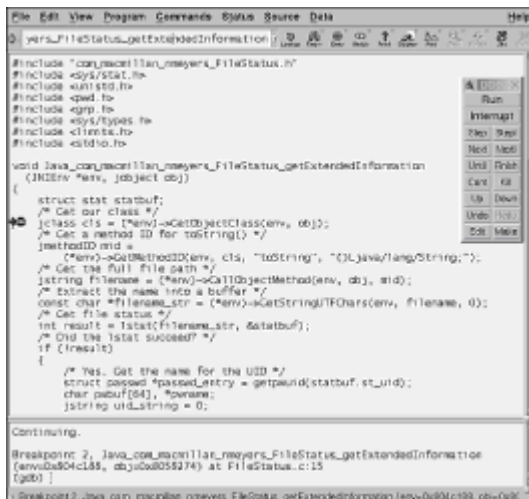 File Edit View Program Commands Status Source Data Help
yers_FileStatus_getExtendedInformation
#include "com_macmillan_nmeyers_FileStatus.h"
#include <sys/stat.h>
#include <unistd.h>
#include <pwd.h>
#include <grp.h>
#include <sys/types.h>
#include <limits.h>
#include <stdio.h>
void Java_com_macmillan_nmeyers_FileStatus_getExtendedInformation
(JNIEnv *env, jobject obj)
{
struct stat statbuf;
/* Get our class */
jclass cls = (*env)->GetObjectClass(env, obj);
/* Get a method ID for toString() */
jmethodID mid =
(*env)->GetMethodID(env, cls, "toString", "()Ljava/lang/String;");
/* Get the full file path */
jstring filename = (*env)->CallObjectMethod(env, obj, mid);
/* Extract the name into a buffer */
const char *filename_str = (*env)->GetStringUTFChars(env, filename, 0);
/* Get file status */
int result = lstat(filename_str, &statbuf);
/* Did the lstat succeed? */
if (!result)
{
/* Yes. Get the name for the UID */
struct passwd *passwd_entry = getpwuid(statbuf.st_uid);
char pwbuf[64], *pwname;
jstring uid_string = 0;
Run
Interrupt
Step Stepi
Next Nexti
Until Finish
Cont Kill
Up Down
Undo Redo
Edit Make
Continuing.
Breakpoint 2, Java_com_macmillan_nmeyers_FileStatus_getExtendedInformation
(env=0x804c188, obj=0x8058274) at FileStatus.c:15
(gdb)
Breakpoint 2, Java_com_macmillan_nmeyers_FileStatus_getExtendedInformation